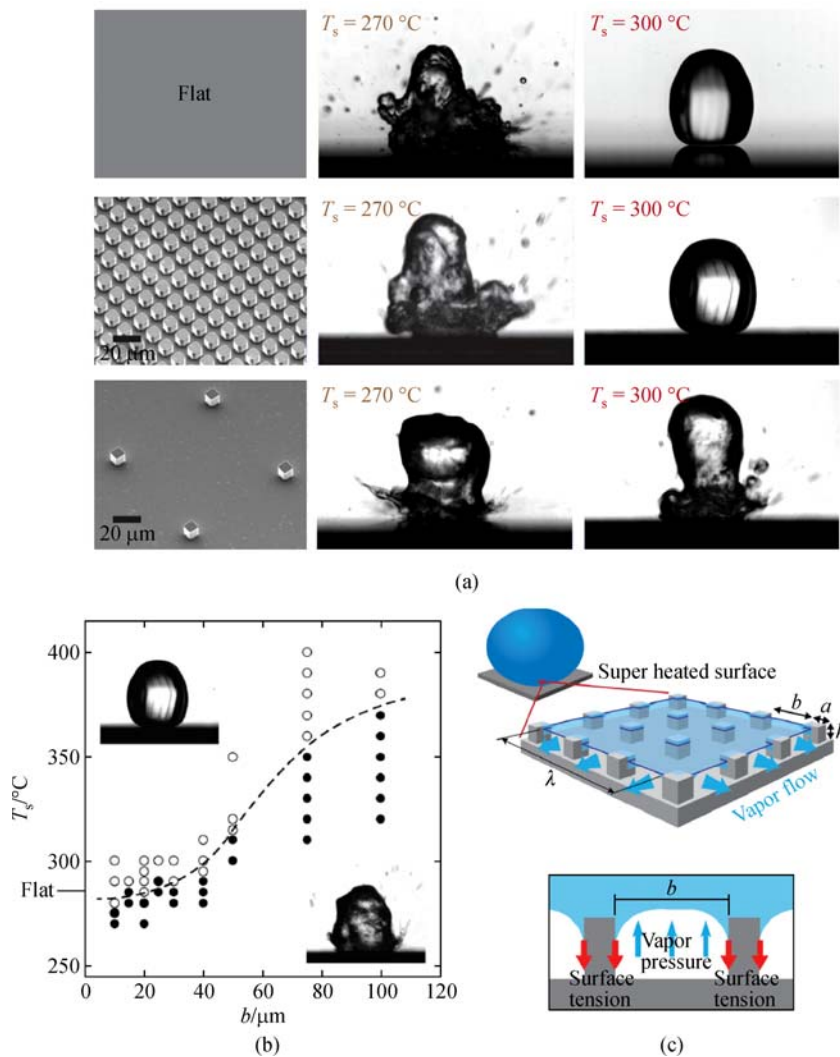 Flat
T_s = 270 °C
T_s = 300 °C
20 μm
T_s = 270 °C
T_s = 300 °C
20 μm
T_s = 270 °C
T_s = 300 °C
(a)
400
350
300
250
Flat
T_s/°C
0
20
40
60
80
100
120
b/μm
(b)
Super heated surface
b
a
λ
Vapor flow
b
Vapor
pressure
Surface
tension
Surface
tension
(c)